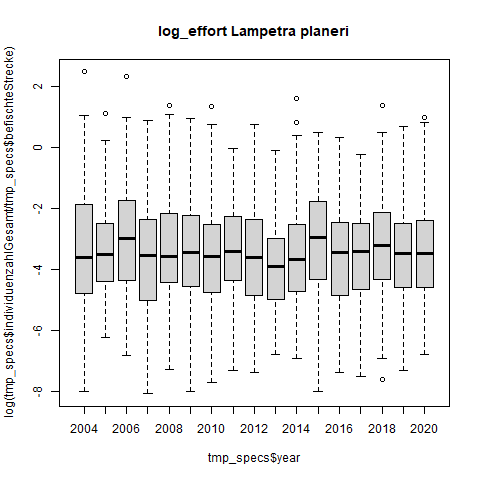 log_effort Lampetra planeri
log(tmp_specs$individuenzahlGesamt/tmp_specs$befischteStrecke)
2
0
-2
-4
-6
-8
2004 2006 2008 2010 2012 2014 2016 2018 2020
tmp_specs$year